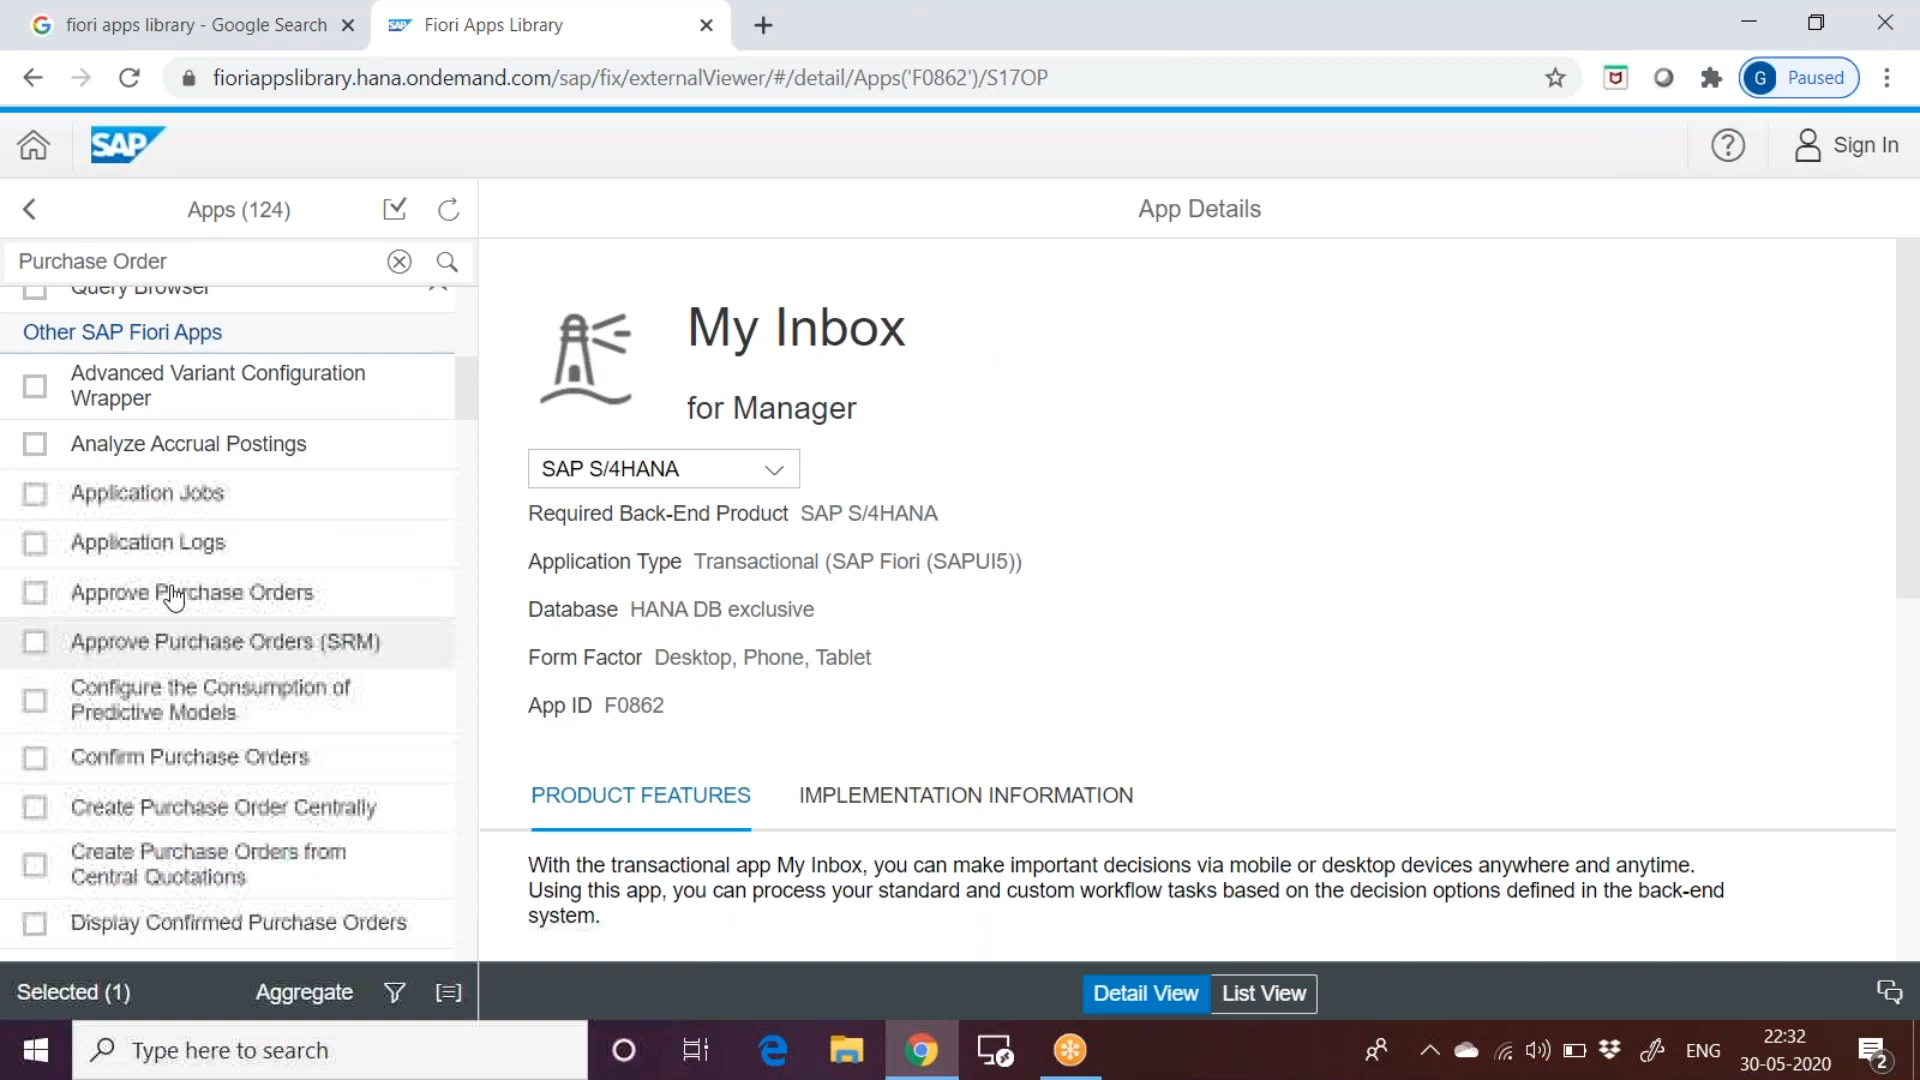 fiori apps library - Google Search
SAP Fiori Apps Library
fioriappslibrary.hana.ondemand.com/sap/fix/externalViewer/#/detail/Apps('F0862')/S17OP
G Paused
SAP
Sign In
Apps (124)
App Details
Purchase Order
Query Browser
Other SAP Fiori Apps
Advanced Variant Configuration
Wrapper
Analyze Accrual Postings
Application Jobs
Application Logs
Approve Purchase Orders
Approve Purchase Orders (SRM)
Configure the Consumption of
Predictive Models
Confirm Purchase Orders
Create Purchase Order Centrally
Create Purchase Orders from
Central Quotations
Display Confirmed Purchase Orders
My Inbox
for Manager
SAP S/4HANA
Required Back-End Product SAP S/4HANA
Application Type Transactional (SAP Fiori (SAPUI5))
Database HANA DB exclusive
Form Factor Desktop, Phone, Tablet
App ID F0862
PRODUCT FEATURES IMPLEMENTATION INFORMATION
With the transactional app My Inbox, you can make important decisions via mobile or desktop devices anywhere and anytime.
Using this app, you can process your standard and custom workflow tasks based on the decision options defined in the back-end
system.
Selected (1) Aggregate
Detail View List View
Type here to search
ENG
22:32
30-05-2020
2